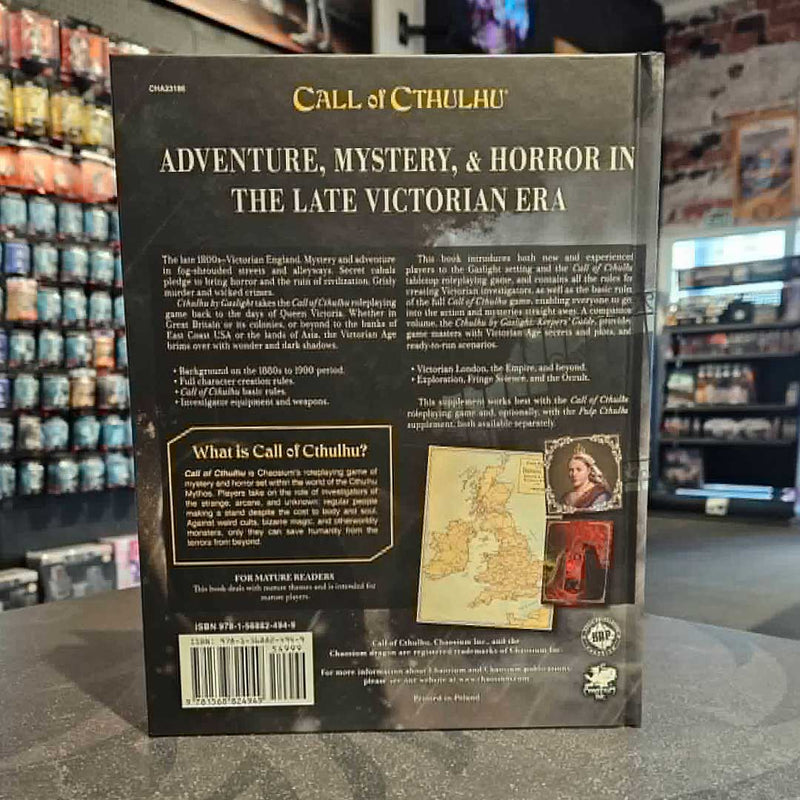 CHA23186
CALL of CTHULHU®
ADVENTURE, MYSTERY, & HORROR IN
THE LATE VICTORIAN ERA
The late 1800s—Victorian England. Mystery and adventure
in fog-shrouded streets and alleyways. Secret cabals
pledge to bring horror and the ruin of civilization. Grisly
murder and wicked crimes.
Cthulhu by Gaslight takes the Call of Cthulhu roleplaying
game back to the days of Queen Victoria. Whether in
Great Britain or its colonies, or beyond to the banks of
East Coast USA or the lands of Asia, the Victorian Age
brims over with wonder and dark shadows.
• Background on the 1880s to 1900 period.
• Full character creation rules.
• Call of Cthulhu basic rules.
• Investigator equipment and weapons.
This book introduces both new and experienced
players to the Gaslight setting and the Call of Cthulhu
tabletop roleplaying game, and contains all the rules for
creating Victorian investigators, as well as the basic rules
of the full Call of Cthulhu game, enabling everyone to go
into the action and mysteries straight away. A companion
volume, the Cthulhu by Gaslight: Keepers' Guide, provides
game masters with Victorian Age secrets and plots, and
ready-to-run scenarios.
• Victorian London, the Empire, and beyond.
• Exploration, Fringe Science, and the Occult.
This supplement works best with the Call of Cthulhu
roleplaying game and, optionally, with the Pulp Cthulhu
supplement, both available separately.
What is Call of Cthulhu?
Call of Cthulhu is Chaosium's roleplaying game of
mystery and horror set within the world of the Cthulhu
Mythos. Players take on the role of investigators of
the strange, arcane, and unknown; regular people
making a stand despite the cost to body and soul.
Against weird cults, bizarre magic, and otherworldly
monsters, only they can save humanity from the
terrors from beyond.
FOR MATURE READERS
This book deals with mature themes and is intended for
mature players.
ISBN 978-1-56882-494-9
ISBN: 978-1-56882-494-9
54999
9 781568 824949
Call of Cthulhu, Chaosium Inc., and the
Chaosium dragon are registered trademarks of Chaosium Inc.
For more information about Chaosium and Chaosium publications,
please see our website at www.chaosium.com
Printed in Poland
BRP